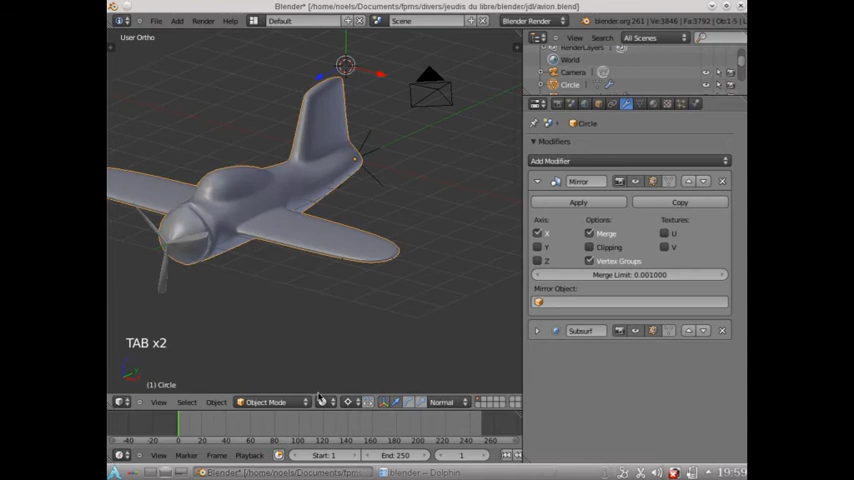 Blender* [/home/noels/Documents/fpms/divers/jeudis du libre/blender/jdl/avion blend]
File Add Render Help Default Scene Blender Render blender.org 261 | Ve:3846 | Fa:3792 | Ob:1-5
User Ortho
View Search All Scenes
RenderLayers
World
Camera
Circle
Circle
Modifiers
Add Modifier
Mirror
Apply Copy
Axis: Options: Textures:
X Merge U
Y Clipping V
Z Vertex Groups
Merge Limit: 0.001000
Mirror Object:
Subsurf
TAB x2
(1) Circle
View Select Object Object Mode Normal
-40 -20 0 20 40 60 80 100 120 140 160 180 200 220 240 260
View Marker Frame Playback Start: 1 End: 250 1
Blender* [/home/noels/Documents/fpms blender – Dolphin 19:59